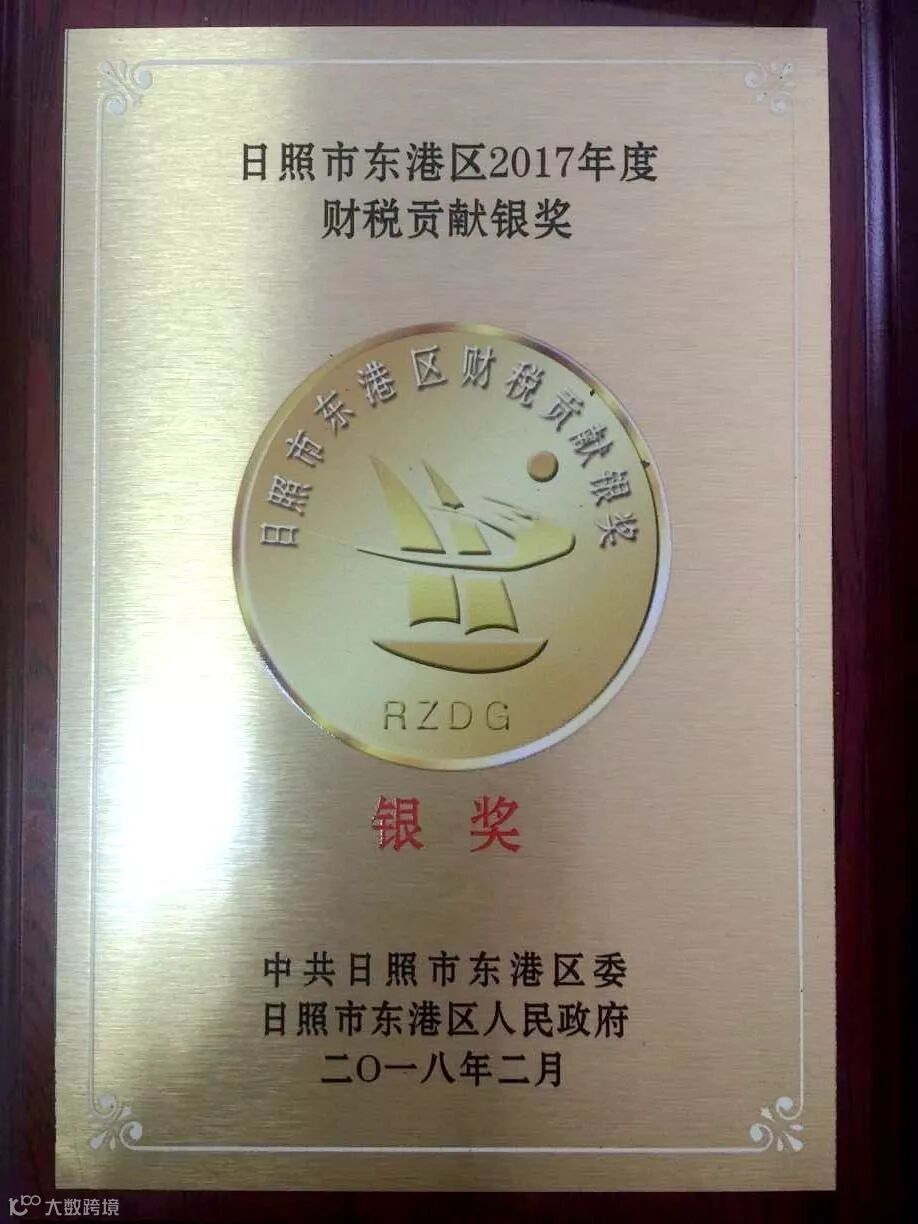 日照市东港区2017年度
财税贡献银奖
日照市东港区财税贡献银奖
RZDG
银奖
中共日照市东港区委
日照市东港区人民政府
二〇一八年二月
大数跨境